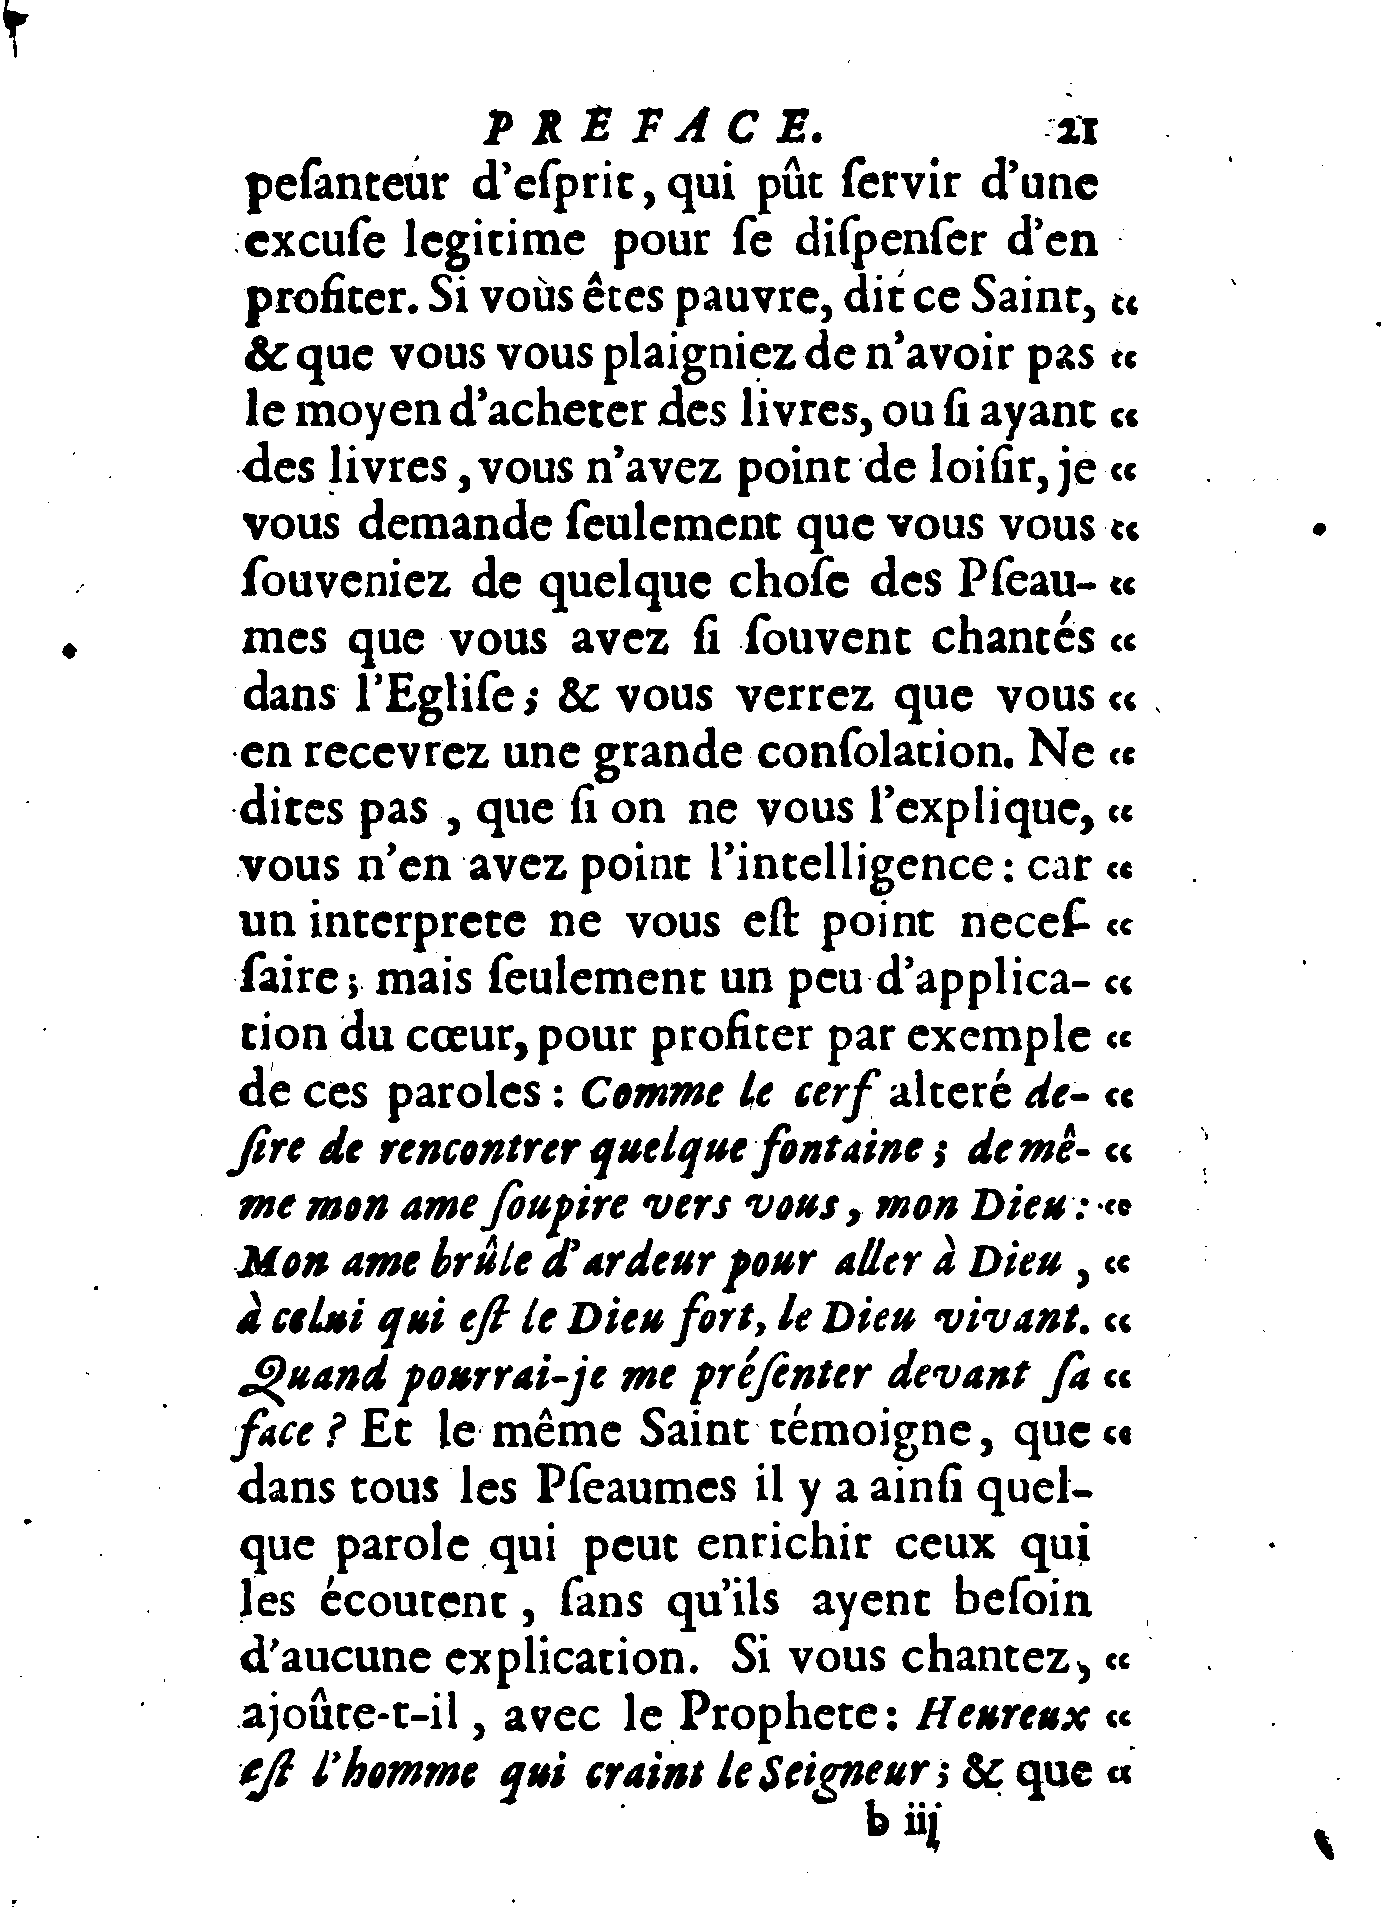 PREFACE. 21
peſanteur d'eſprit, qui pût ſervir d'une
excuſe legitime pour ſe diſpenſer d'en
profiter. Si vous êtes pauvre, dit ce Saint, “
& que vous vous plaigniez de n'avoir pas “
le moyen d'acheter des livres, ou ſi ayant “
des livres, vous n'avez point de loiſir, je “
vous demande ſeulement que vous vous “
ſouveniez de quelque choſe des Pſeau- “
mes que vous avez ſi ſouvent chantés “
dans l'Egliſe; & vous verrez que vous “
en recevrez une grande conſolation. Ne “
dites pas, que ſi on ne vous l'explique, “
vous n'en avez point l'intelligence: car “
un interprete ne vous eſt point neceſ- “
ſaire; mais ſeulement un peu d'applica- “
tion du cœur, pour profiter par exemple “
de ces paroles: Comme le cerf alteré de- “
ſire de rencontrer quelque fontaine; de mê- “
me mon ame ſoupire vers vous, mon Dieu: “
Mon ame brûle d'ardeur pour aller à Dieu, “
à celui qui eſt le Dieu fort, le Dieu vivant. “
Quand pourrai-je me préſenter devant ſa “
face? Et le même Saint témoigne, que “
dans tous les Pſeaumes il y a ainſi quel-
que parole qui peut enrichir ceux qui
les écoutent, ſans qu'ils ayent beſoin
d'aucune explication. Si vous chantez, “
ajoûte-t-il, avec le Prophete: Heureux “
eſt l'homme qui craint le Seigneur; & que “
b iij